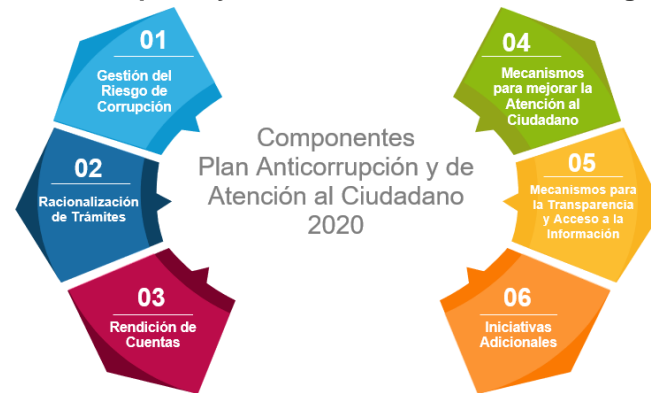 01
Gestión del
Riesgo de
Corrupción
02
Racionalización
de Trámites
03
Rendición de
Cuentas
Componentes
Plan Anticorrupción y de
Atención al Ciudadano
2020
04
Mecanismos
para mejorar la
Atención al
Ciudadano
05
Mecanismos para
la Transparencia
y Acceso a la
Información
06
Iniciativas
Adicionales